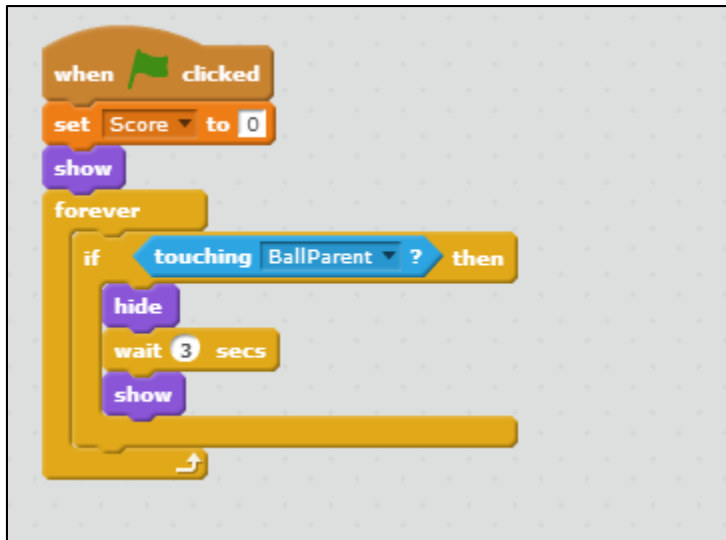 when clicked
set Score to 0
show
forever
if touching BallParent ? then
hide
wait 3 secs
show